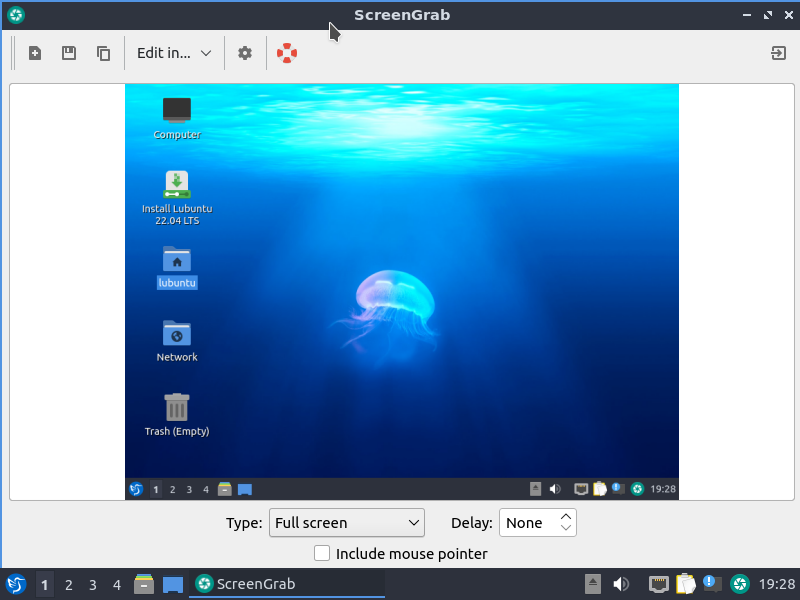 ScreenGrab
Edit in...
Computer
Install Lubuntu
22.04 LTS
lubuntu
Network
Trash (Empty)
1 2 3 4
19:28
Type: Full screen Delay: None
Include mouse pointer
1 2 3 4 ScreenGrab 19:28